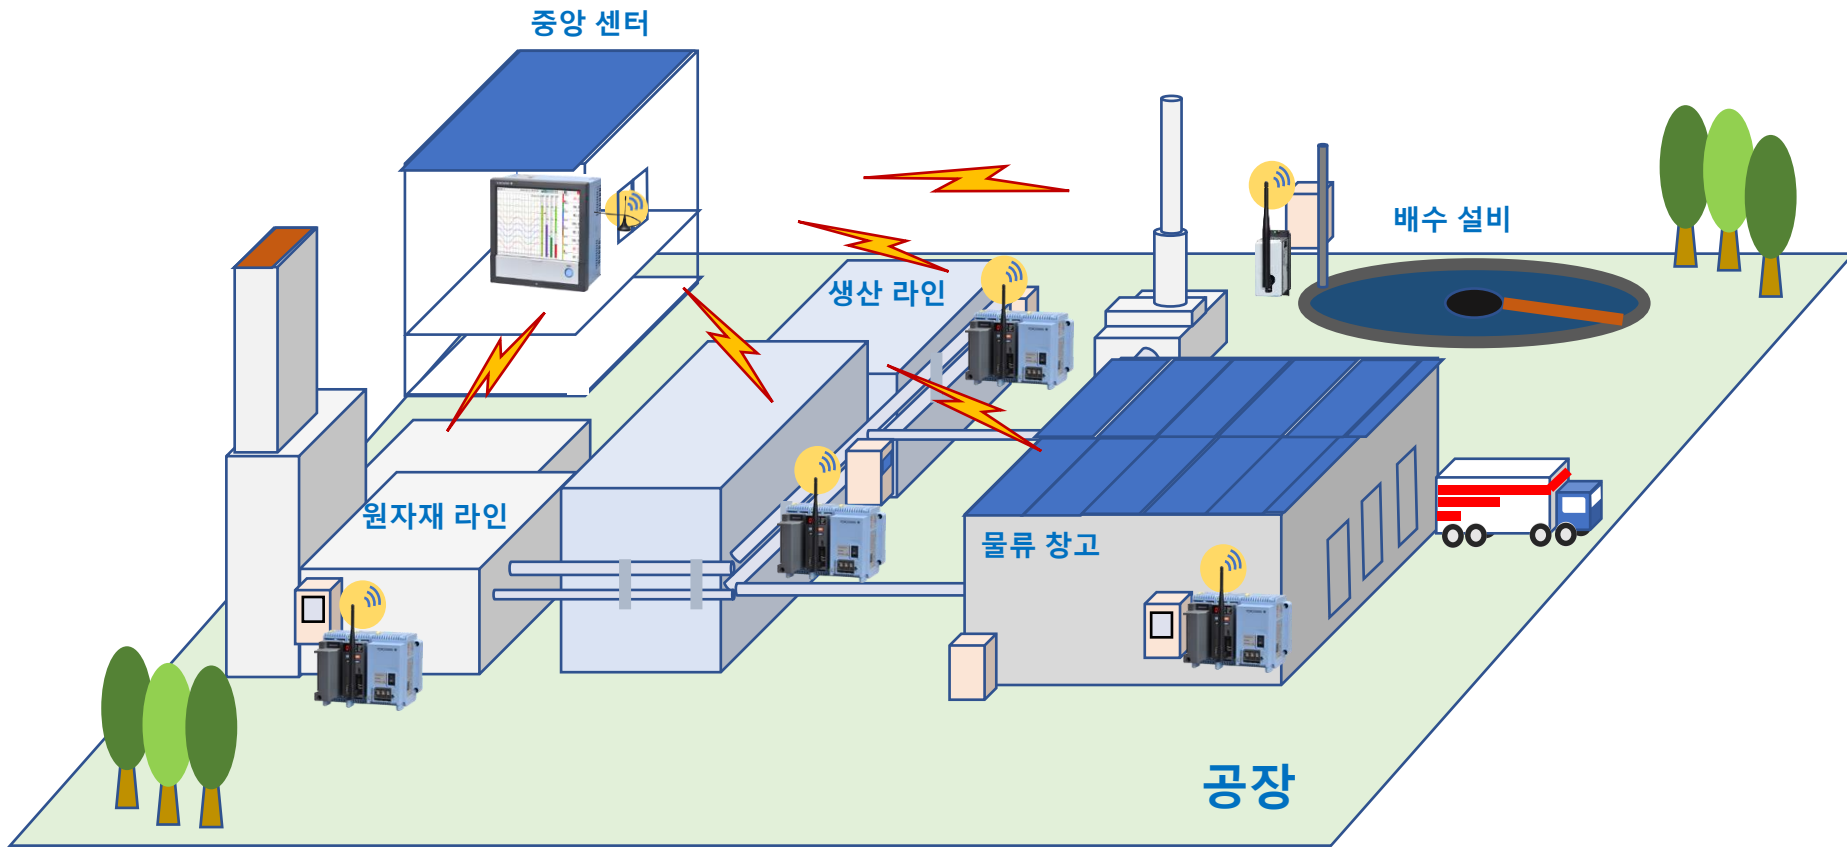 중앙 센터
배수 설비
생산 라인
원자재 라인
물류 창고
공장